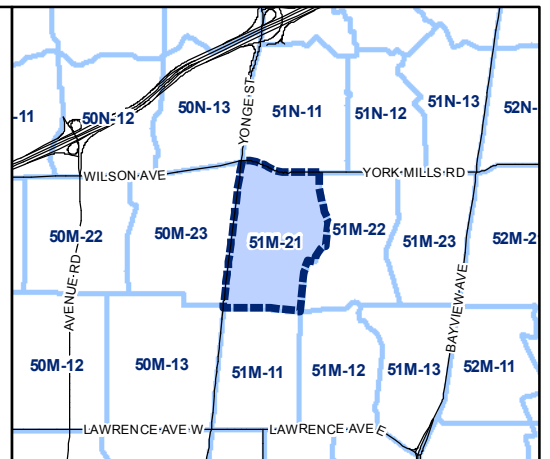 -11
50N-12
50N-13
YONGE ST
51N-11
51N-12
51N-13
52N-
WILSON AVE
YORK MILLS RD
50M-22
AVENUE RD
50M-23
51M-21
51M-22
51M-23
52M-2
BAYVIEW AVE
50M-12
50M-13
51M-11
51M-12
51M-13
52M-11
LAWRENCE AVE W
LAWRENCE AVE E